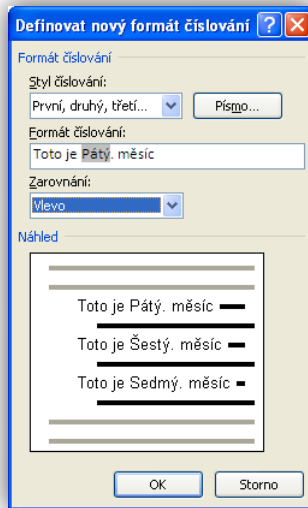 Definovat nový formát číslování
Formát číslování
Styl číslování:
První, druhý, třetí...
Písmo...
Formát číslování:
Toto je Pátý. měsíc
Zarovnání:
Vlevo
Náhled
Toto je Pátý. měsíc
Toto je Šestý. měsíc
Toto je Sedmý. měsíc
OK
Storno